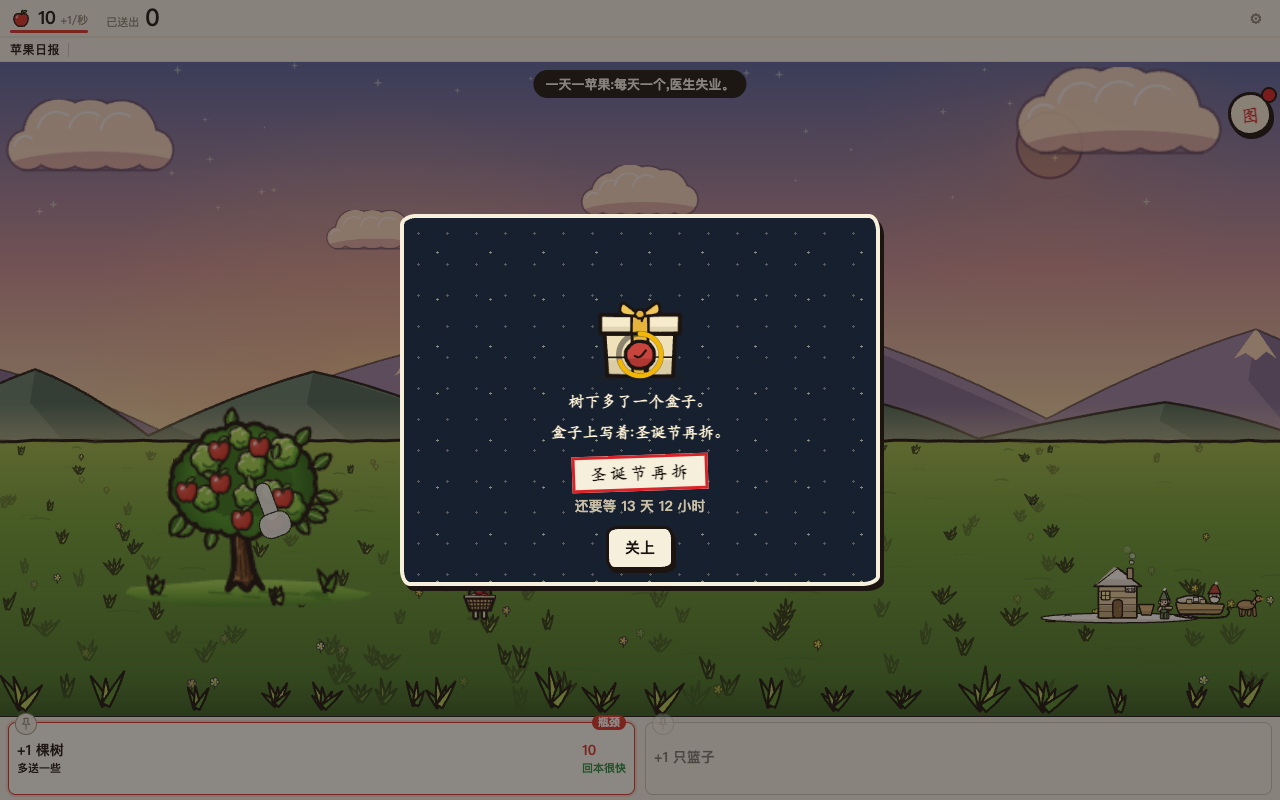 10 +1/秒 已送出 0
苹果日报
一天一苹果:每天一个,医生失业。
图
树下多了一个盒子。
盒子上写着:圣诞节再拆。
圣诞节再拆
还要等 13 天 12 小时
关上
瓶颈
+1 棵树
10
多送一些
回本很快
+1 只篮子